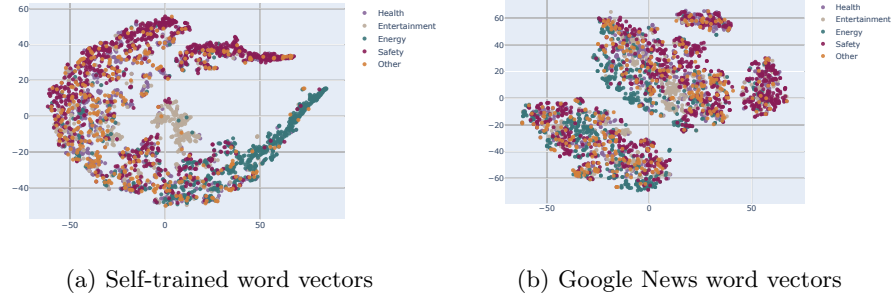 60
40
20
0
−20
−40
−50
0
50
Health
Entertainment
Energy
Safety
Other
(a) Self-trained word vectors
60
40
20
0
−20
−40
−60
−50
0
50
Health
Entertainment
Energy
Safety
Other
(b) Google News word vectors